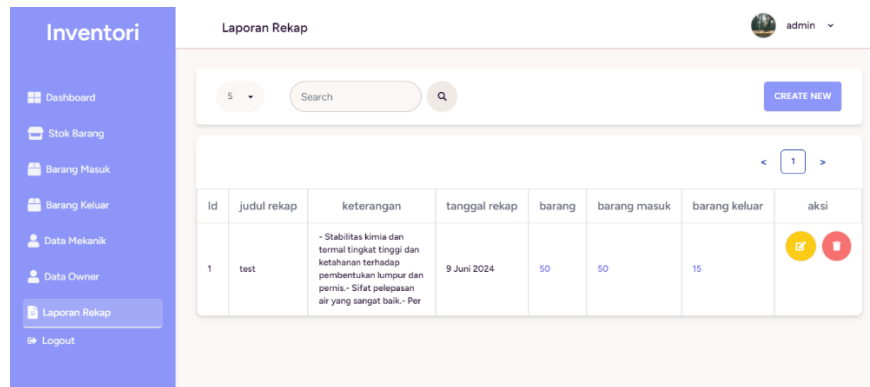 Inventori
Laporan Rekap
admin
Dashboard
Stok Barang
Barang Masuk
Barang Keluar
Data Mekanik
Data Owner
Laporan Rekap
Logout
5
Search
CREATE NEW
< 1 >
Id judul rekap keterangan tanggal rekap barang barang masuk barang keluar aksi
1 test
- Stabilitas kimia dan
termal tingkat tinggi dan
ketahanan terhadap
pembentukan lumpur dan
pernis.- Sifat pelepasan
air yang sangat baik.- Per
9 Juni 2024 50 50 15